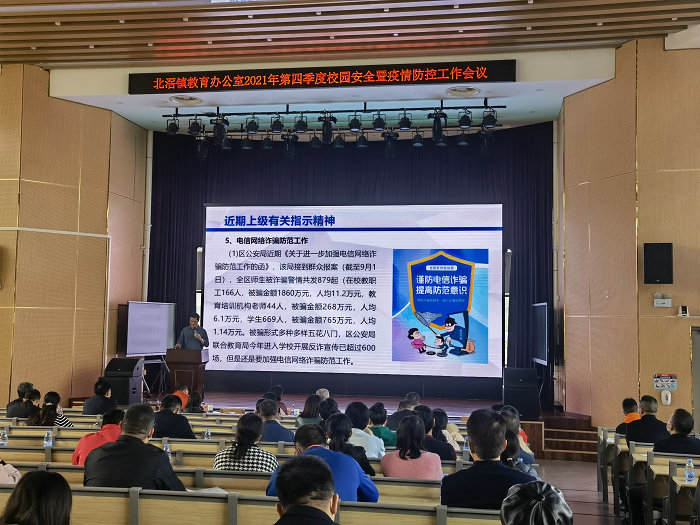 北滘镇教育办公室2021年第四季度校园安全暨疫情防控工作会议
近期上级有关指示精神
5、电信网络诈骗防范工作
(1)区公安局近期《关于进一步加强电信网络诈
骗防范工作的函》，该局接到群众报案（截至9月1
日），全区师生被诈骗警情共发879起（在校教职
工166人，被骗金额1860万元，人均11.2万元，教
育培训机构老师44人，被骗金额268万元，人均
6.1万元，学生669人，被骗金额765万元，人均
1.14万元。被骗形式多种多样五花八门，区公安局
联合教育局今年进入学校开展反诈宣传已超过600
场，但是还是要加强电信网络诈骗防范工作。
谨防电信诈骗
提高防范意识